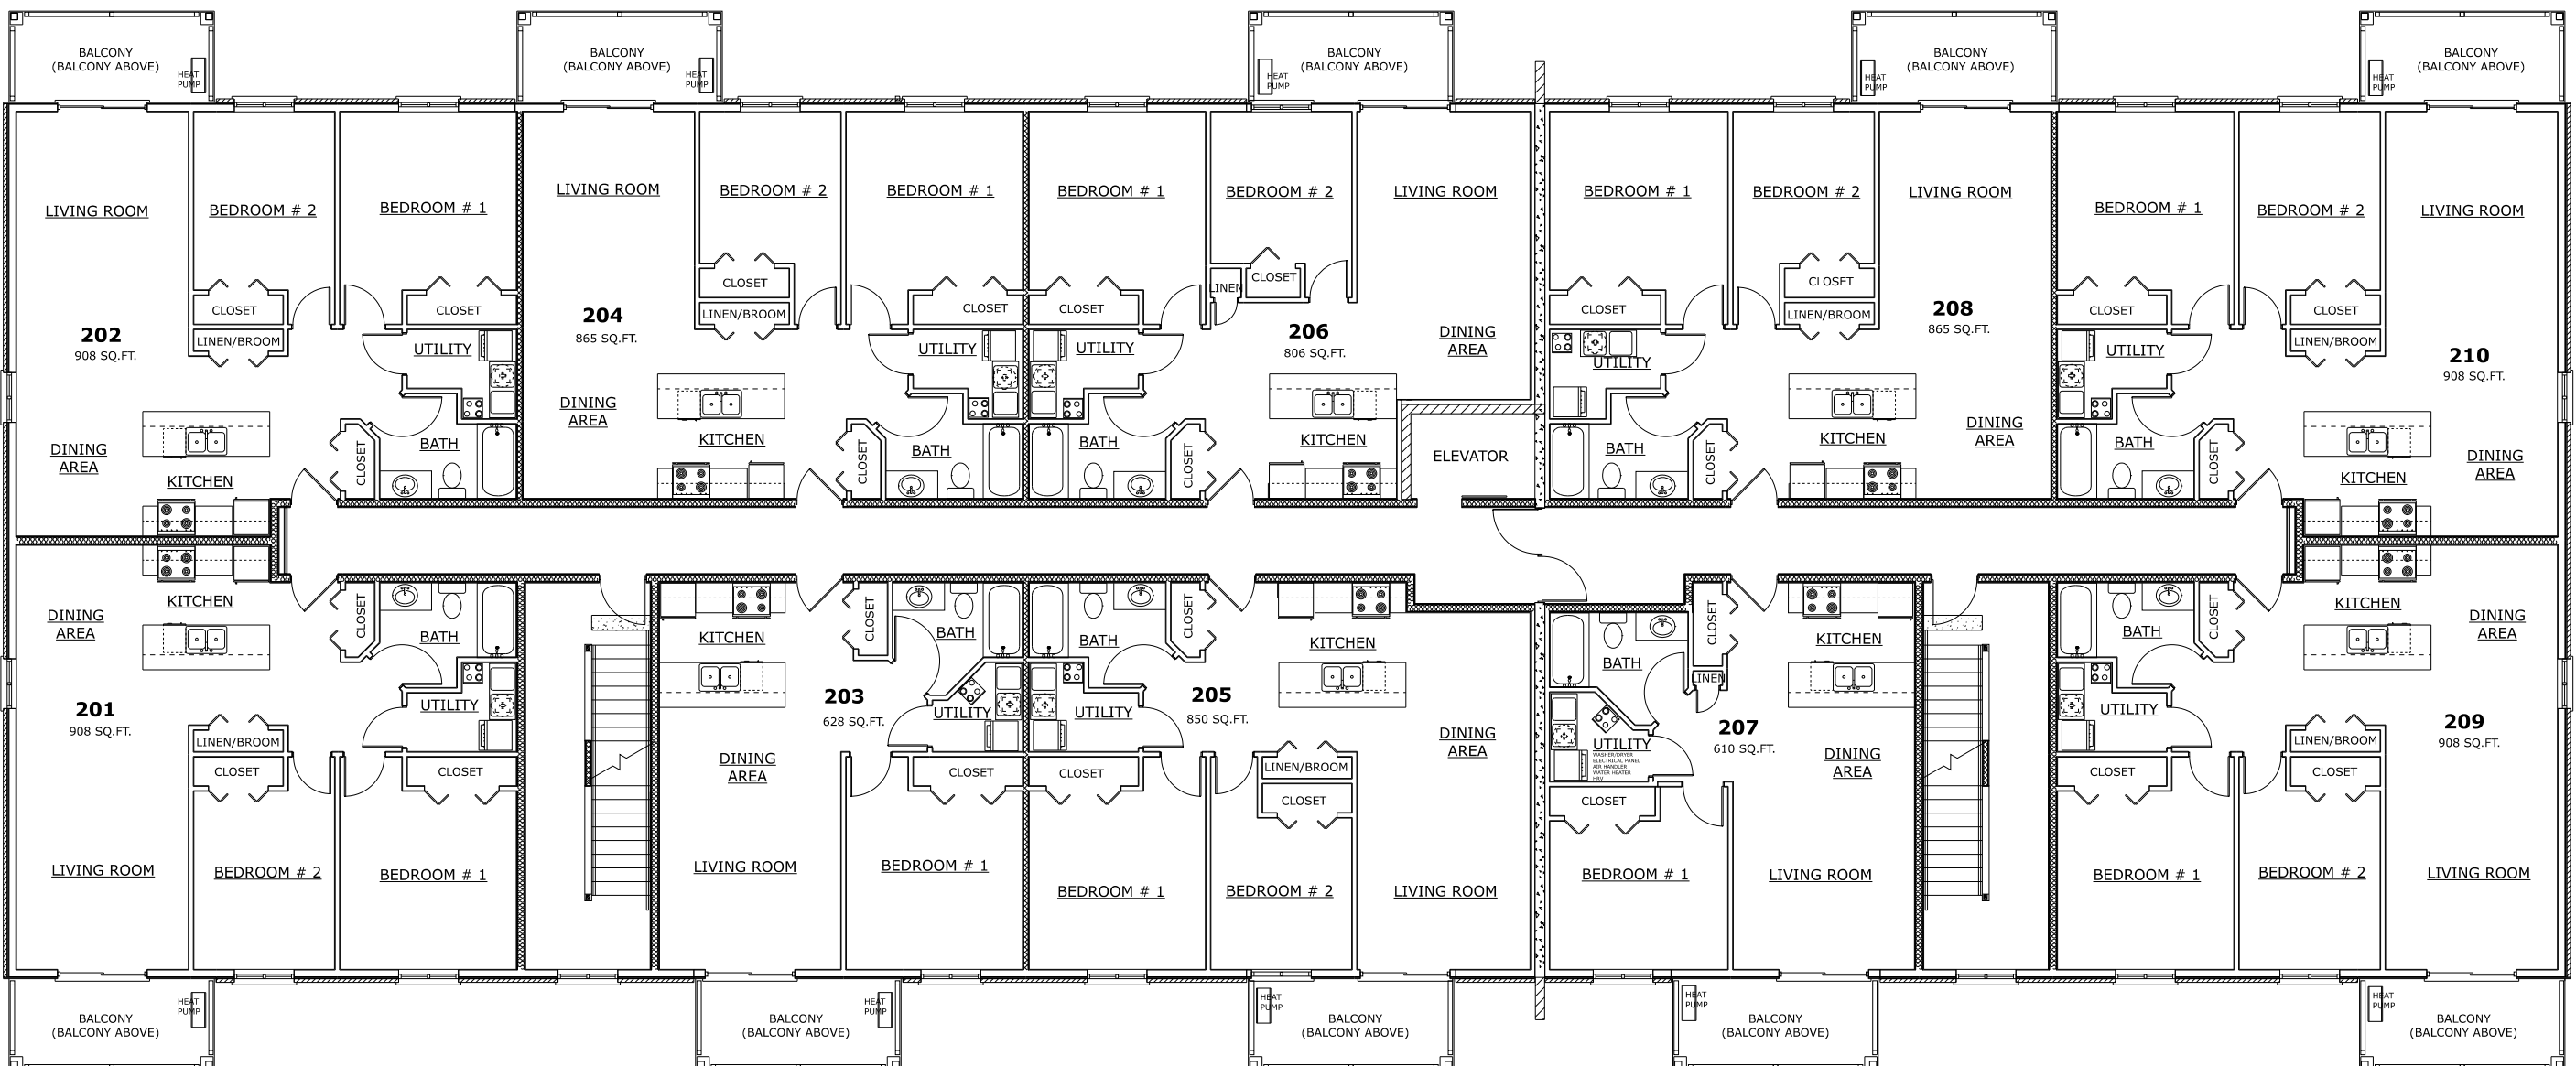 BALCONY
(BALCONY ABOVE)
HEAT
PUMP
BALCONY
(BALCONY ABOVE)
HEAT
PUMP
BALCONY
(BALCONY ABOVE)
HEAT
PUMP
BALCONY
(BALCONY ABOVE)
HEAT
PUMP
BALCONY
(BALCONY ABOVE)
HEAT
PUMP
LIVING ROOM
BEDROOM # 2
BEDROOM # 1
CLOSET
CLOSET
LINEN/BROOM
202
908 SQ.FT.
UTILITY
DINING
AREA
KITCHEN
CLOSET
BATH
LIVING ROOM
BEDROOM # 2
BEDROOM # 1
CLOSET
CLOSET
LINEN/BROOM
204
865 SQ.FT.
UTILITY
DINING
AREA
KITCHEN
CLOSET
BATH
BEDROOM # 1
BEDROOM # 2
LIVING ROOM
CLOSET
LINEN
CLOSET
206
806 SQ.FT.
UTILITY
DINING
AREA
BATH
CLOSET
KITCHEN
ELEVATOR
BEDROOM # 1
BEDROOM # 2
LIVING ROOM
CLOSET
CLOSET
LINEN/BROOM
208
865 SQ.FT.
UTILITY
BATH
CLOSET
KITCHEN
DINING
AREA
BEDROOM # 1
BEDROOM # 2
LIVING ROOM
CLOSET
CLOSET
LINEN/BROOM
210
908 SQ.FT.
UTILITY
BATH
CLOSET
KITCHEN
DINING
AREA
DINING
AREA
KITCHEN
CLOSET
BATH
201
908 SQ.FT.
UTILITY
LINEN/BROOM
CLOSET
CLOSET
LIVING ROOM
BEDROOM # 2
BEDROOM # 1
KITCHEN
CLOSET
BATH
203
628 SQ.FT.
UTILITY
DINING
AREA
CLOSET
LIVING ROOM
BEDROOM # 1
BATH
CLOSET
KITCHEN
205
850 SQ.FT.
UTILITY
DINING
AREA
LINEN/BROOM
CLOSET
CLOSET
BEDROOM # 1
BEDROOM # 2
LIVING ROOM
BATH
CLOSET
LINEN
KITCHEN
207
610 SQ.FT.
UTILITY
WASHER/DRYER
ELECTRICAL PANEL
AIR HANDLER
WATER HEATER
HRV
DINING
AREA
CLOSET
BEDROOM # 1
LIVING ROOM
BATH
CLOSET
KITCHEN
DINING
AREA
209
908 SQ.FT.
UTILITY
LINEN/BROOM
CLOSET
CLOSET
BEDROOM # 1
BEDROOM # 2
LIVING ROOM
HEAT
PUMP
BALCONY
(BALCONY ABOVE)
HEAT
PUMP
BALCONY
(BALCONY ABOVE)
HEAT
PUMP
BALCONY
(BALCONY ABOVE)
HEAT
PUMP
BALCONY
(BALCONY ABOVE)
HEAT
PUMP
BALCONY
(BALCONY ABOVE)